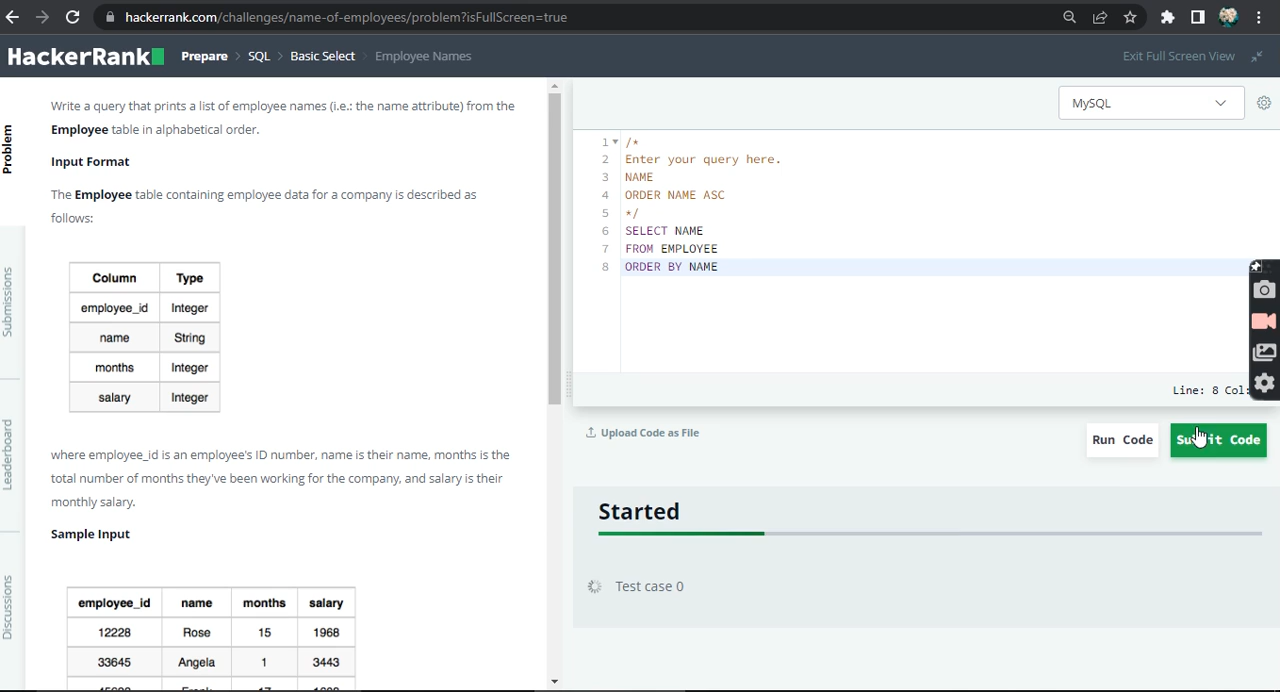 hackerrank.com/challenges/name-of-employees/problem?isFullScreen=true
HackerRank
Prepare > SQL > Basic Select > Employee Names
Exit Full Screen View
Problem
Submissions
Leaderboard
Discussions
Write a query that prints a list of employee names (i.e.: the name attribute) from the
Employee table in alphabetical order.
Input Format
The Employee table containing employee data for a company is described as
follows:
Column Type
employee_id Integer
name String
months Integer
salary Integer
where employee_id is an employee's ID number, name is their name, months is the
total number of months they've been working for the company, and salary is their
monthly salary.
Sample Input
employee_id name months salary
12228 Rose 15 1968
33645 Angela 1 3443
MySQL
1 /*
2 Enter your query here.
3 NAME
4 ORDER NAME ASC
5 */
6 SELECT NAME
7 FROM EMPLOYEE
8 ORDER BY NAME
Line: 8 Col:
Upload Code as File
Run Code
Code
Started
Test case 0